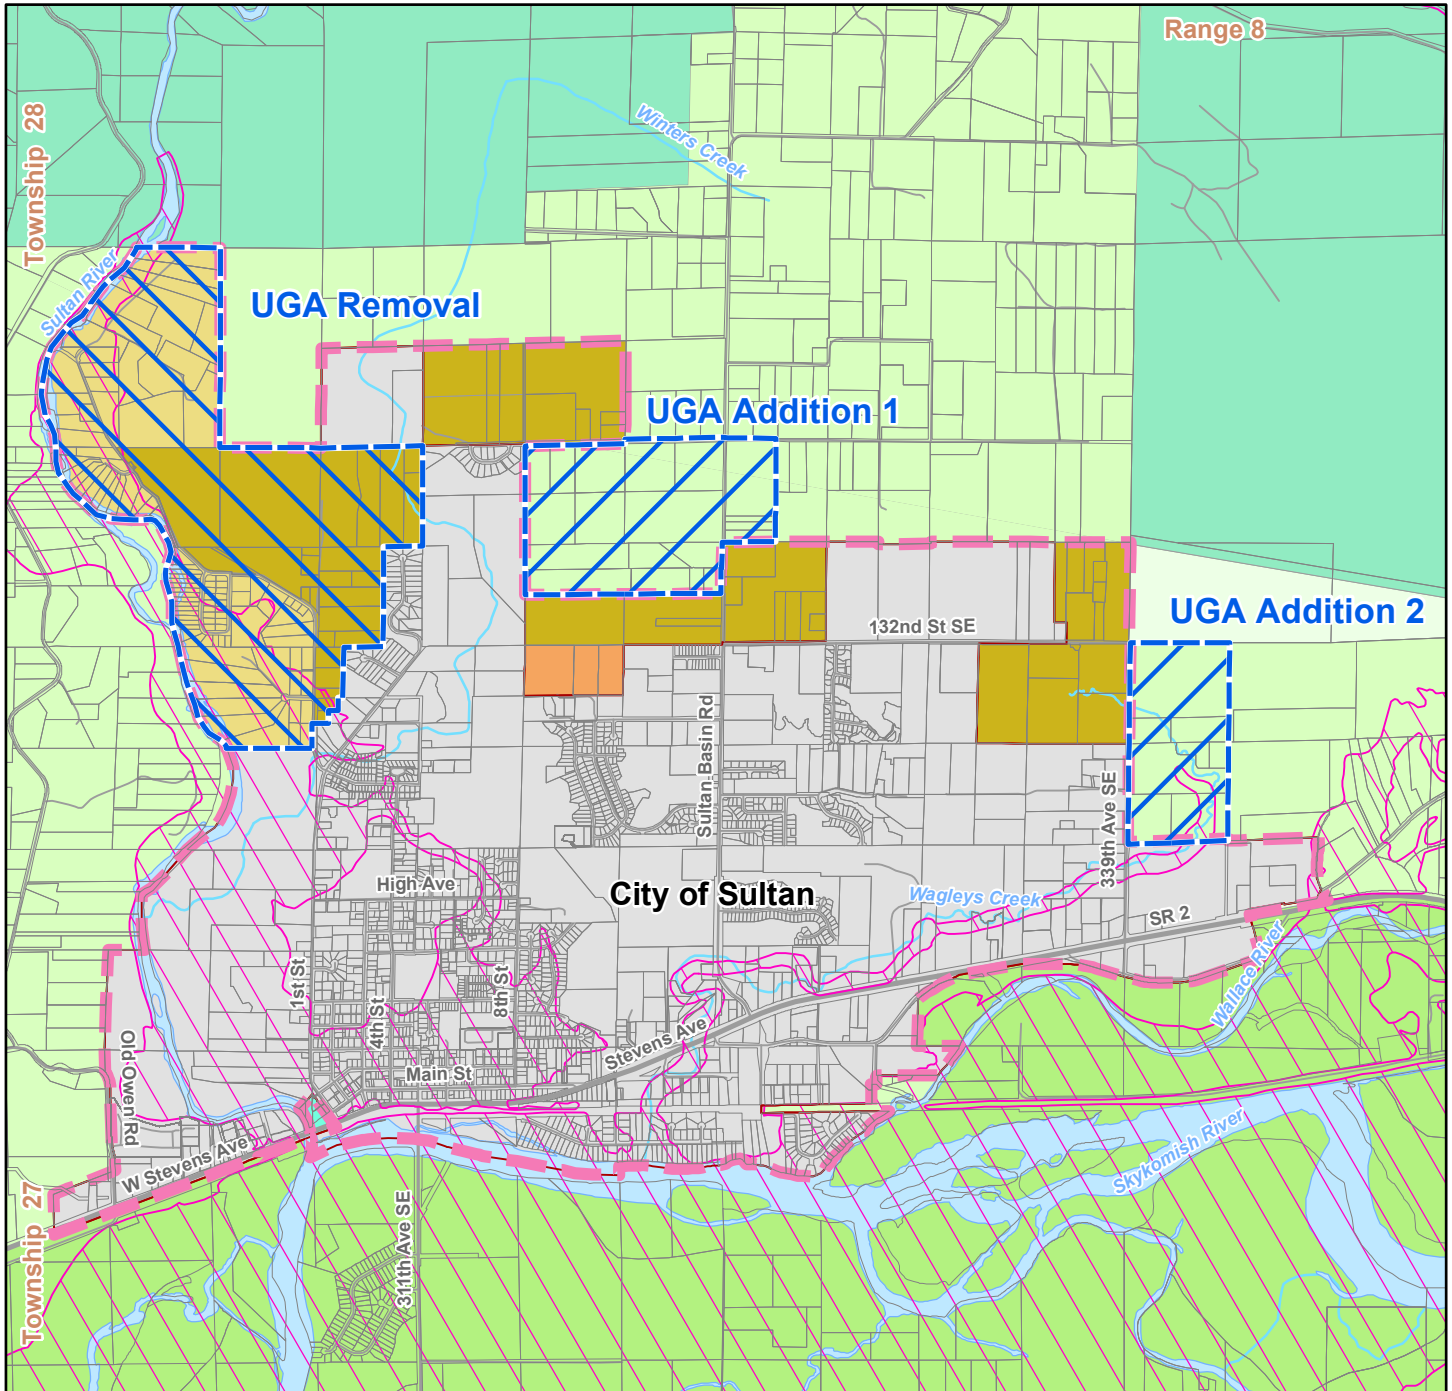 Range 8
Township 28
Winters Creek
Sultan River
UGA Removal
UGA Addition 1
UGA Addition 2
132nd St SE
Sultan Basin Rd
339th Ave SE
High Ave
City of Sultan
Wagleys Creek
SR 2
Wallace River
1st St
4th St
8th St
Stevens Ave
Main St
Old Owen Rd
W Stevens Ave
Skykomish River
Township 27
311th Ave SE